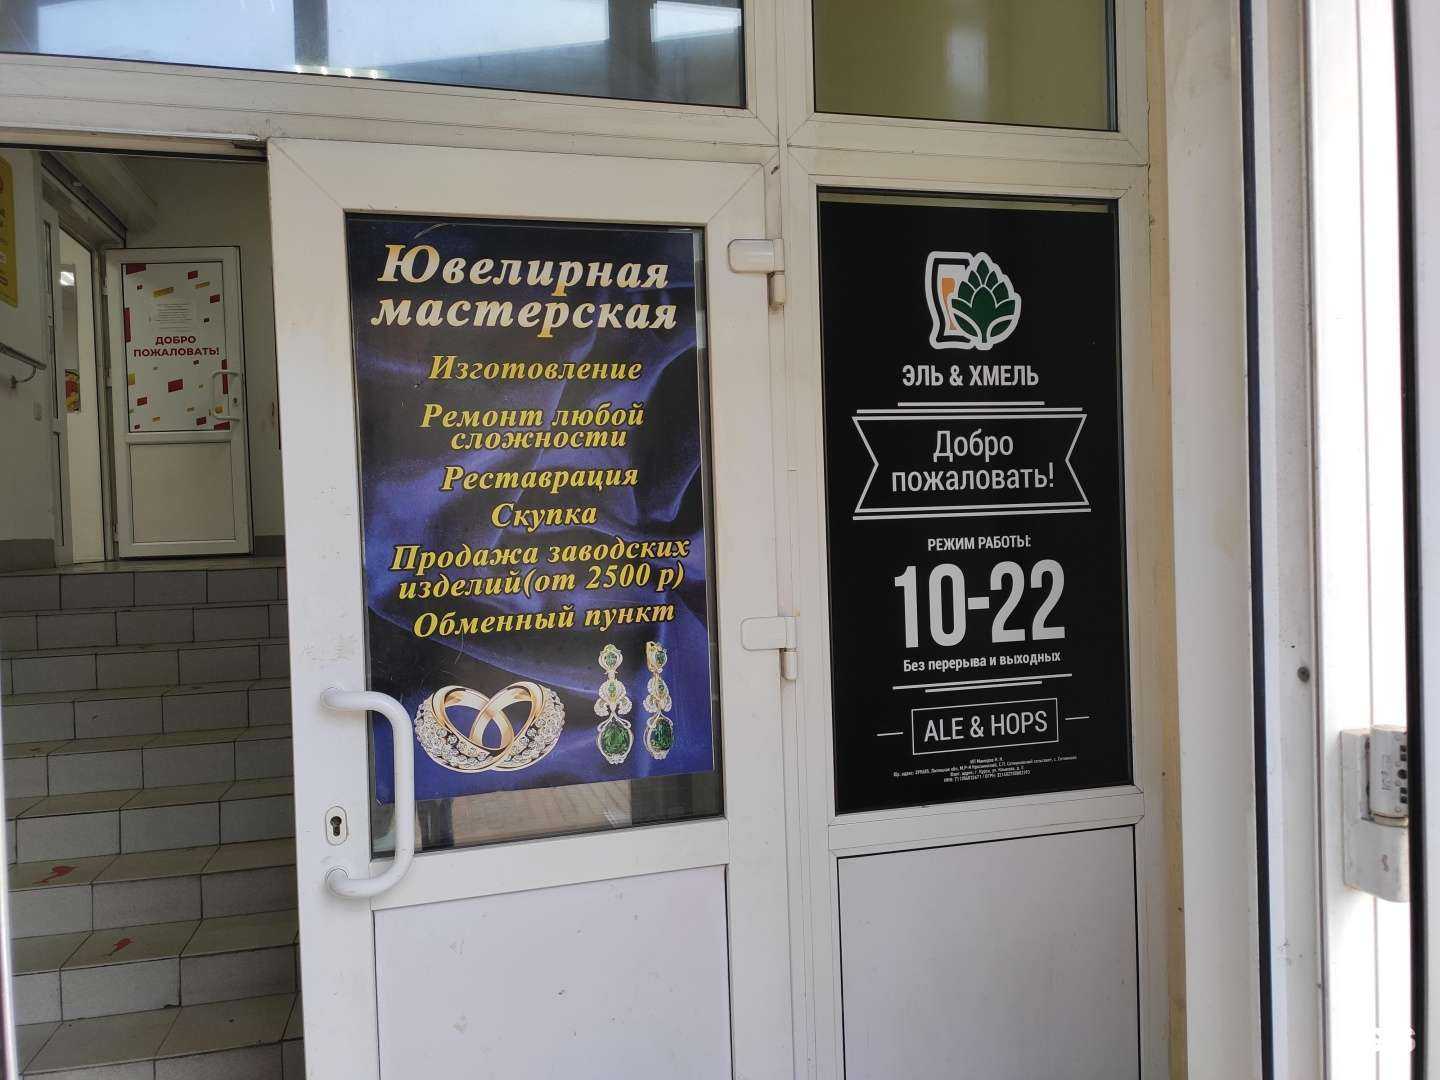 ДОБРО
ПОЖАЛОВАТЬ!
Ювелирная
мастерская
Изготовление
Ремонт любой
сложности
Реставрация
Скупка
Продажа заводских
изделий(от 2500 р)
Обменный пункт
ЭЛЬ & ХМЕЛЬ
Добро
пожаловать!
РЕЖИМ РАБОТЫ:
10-22
Без перерыва и выходных
ALE & HOPS